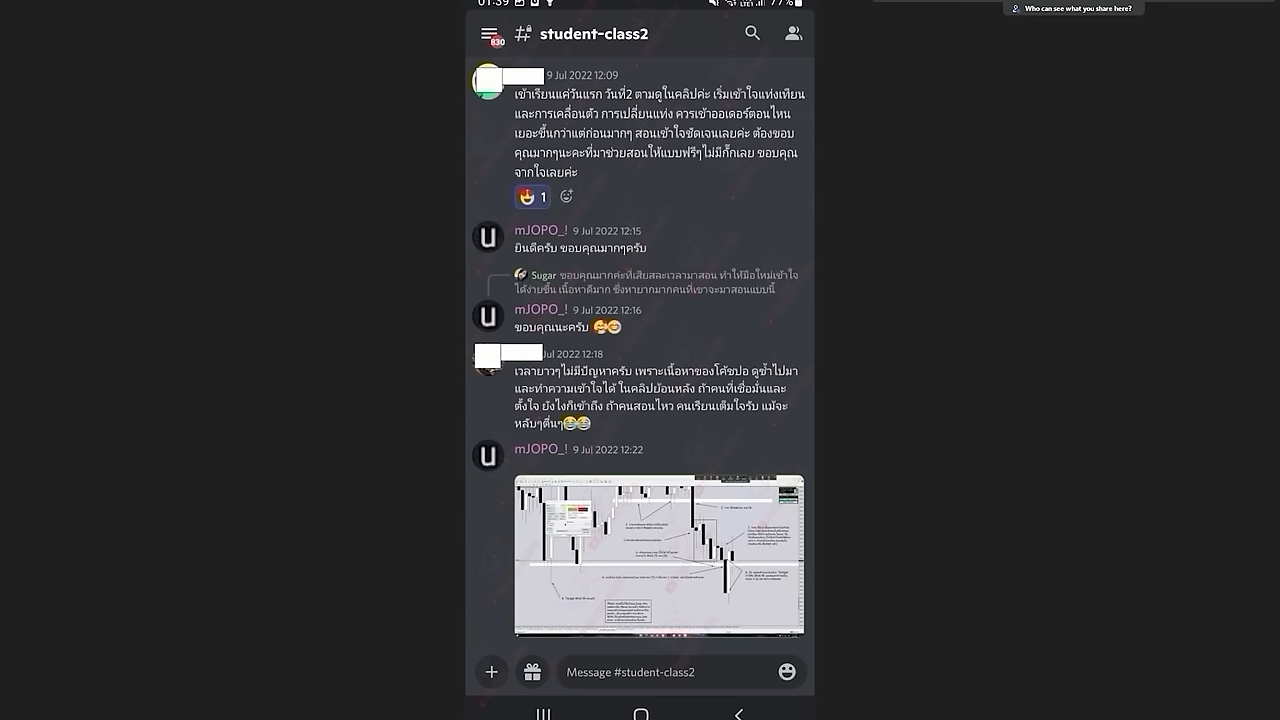 Who can see what you share here?
01:39
77%
830
student-class2
9 Jul 2022 12:09
เข้าเรียนแค่วันแรก วันที่2 ตามดูในคลิปค่ะ เริ่มเข้าใจแท่งเทียน
และการเคลื่อนตัว การเปลี่ยนแท่ง ควรเข้าออเดอร์ตอนไหน
เยอะขึ้นกว่าแต่ก่อนมากๆ สอนเข้าใจชัดเจนเลยค่ะ ต้องขอบ
คุณมากๆนะคะที่มาช่วยสอนให้แบบฟรีๆไม่มีกั๊กเลย ขอบคุณ
จากใจเลยค่ะ
1
mJOPO_! 9 Jul 2022 12:15
ยินดีครับ ขอบคุณมากๆครับ
Sugar ขอบคุณมากค่ะที่เสียสละเวลามาสอน ทำให้มือใหม่เข้าใจ
ได้ง่ายขึ้น เนื้อหาดีมาก ซึ่งหายากมากคนที่เขาจะมาสอนแบบนี้
mJOPO_! 9 Jul 2022 12:16
ขอบคุณนะครับ
Jul 2022 12:18
เวลายาวๆไม่มีปัญหาครับ เพราะเนื้อหาของโค้ชปอ ดูซ้ำไปมา
และทำความเข้าใจได้ ในคลิปย้อนหลัง ถ้าคนที่เชื่อมั่นและ
ตั้งใจ ยังไงก็เข้าถึง ถ้าคนสอนไหว คนเรียนเต็มใจรับ แม้จะ
หลับๆตื่นๆ
mJOPO_! 9 Jul 2022 12:22
Message #student-class2